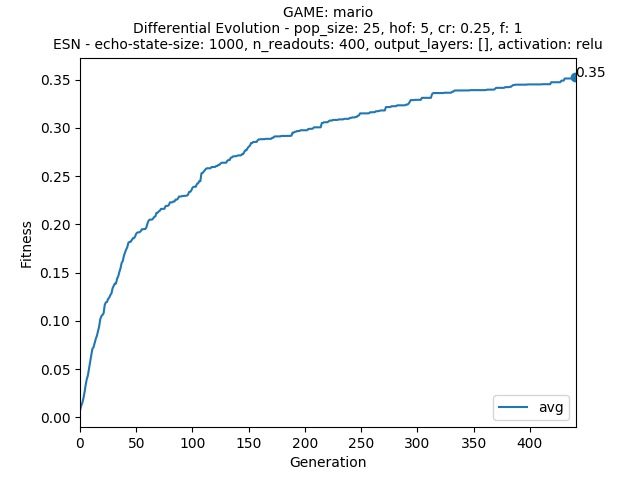 GAME: mario
Differential Evolution - pop_size: 25, hof: 5, cr: 0.25, f: 1
ESN - echo-state-size: 1000, n_readouts: 400, output_layers: [], activation: relu
0.35
0.35
0.30
0.25
0.20
0.15
0.10
0.05
0.00
Fitness
avg
0 50 100 150 200 250 300 350 400
Generation